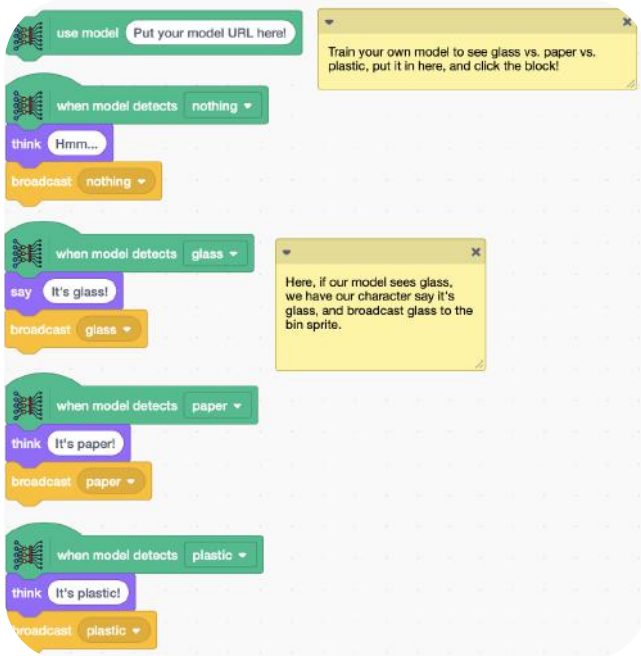 use model Put your model URL here!
Train your own model to see glass vs. paper vs.
plastic, put it in here, and click the block!
when model detects nothing
think Hmm...
broadcast nothing
when model detects glass
say It's glass!
broadcast glass
Here, if our model sees glass,
we have our character say it's
glass, and broadcast glass to the
bin sprite.
when model detects paper
think It's paper!
broadcast paper
when model detects plastic
think It's plastic!
broadcast plastic